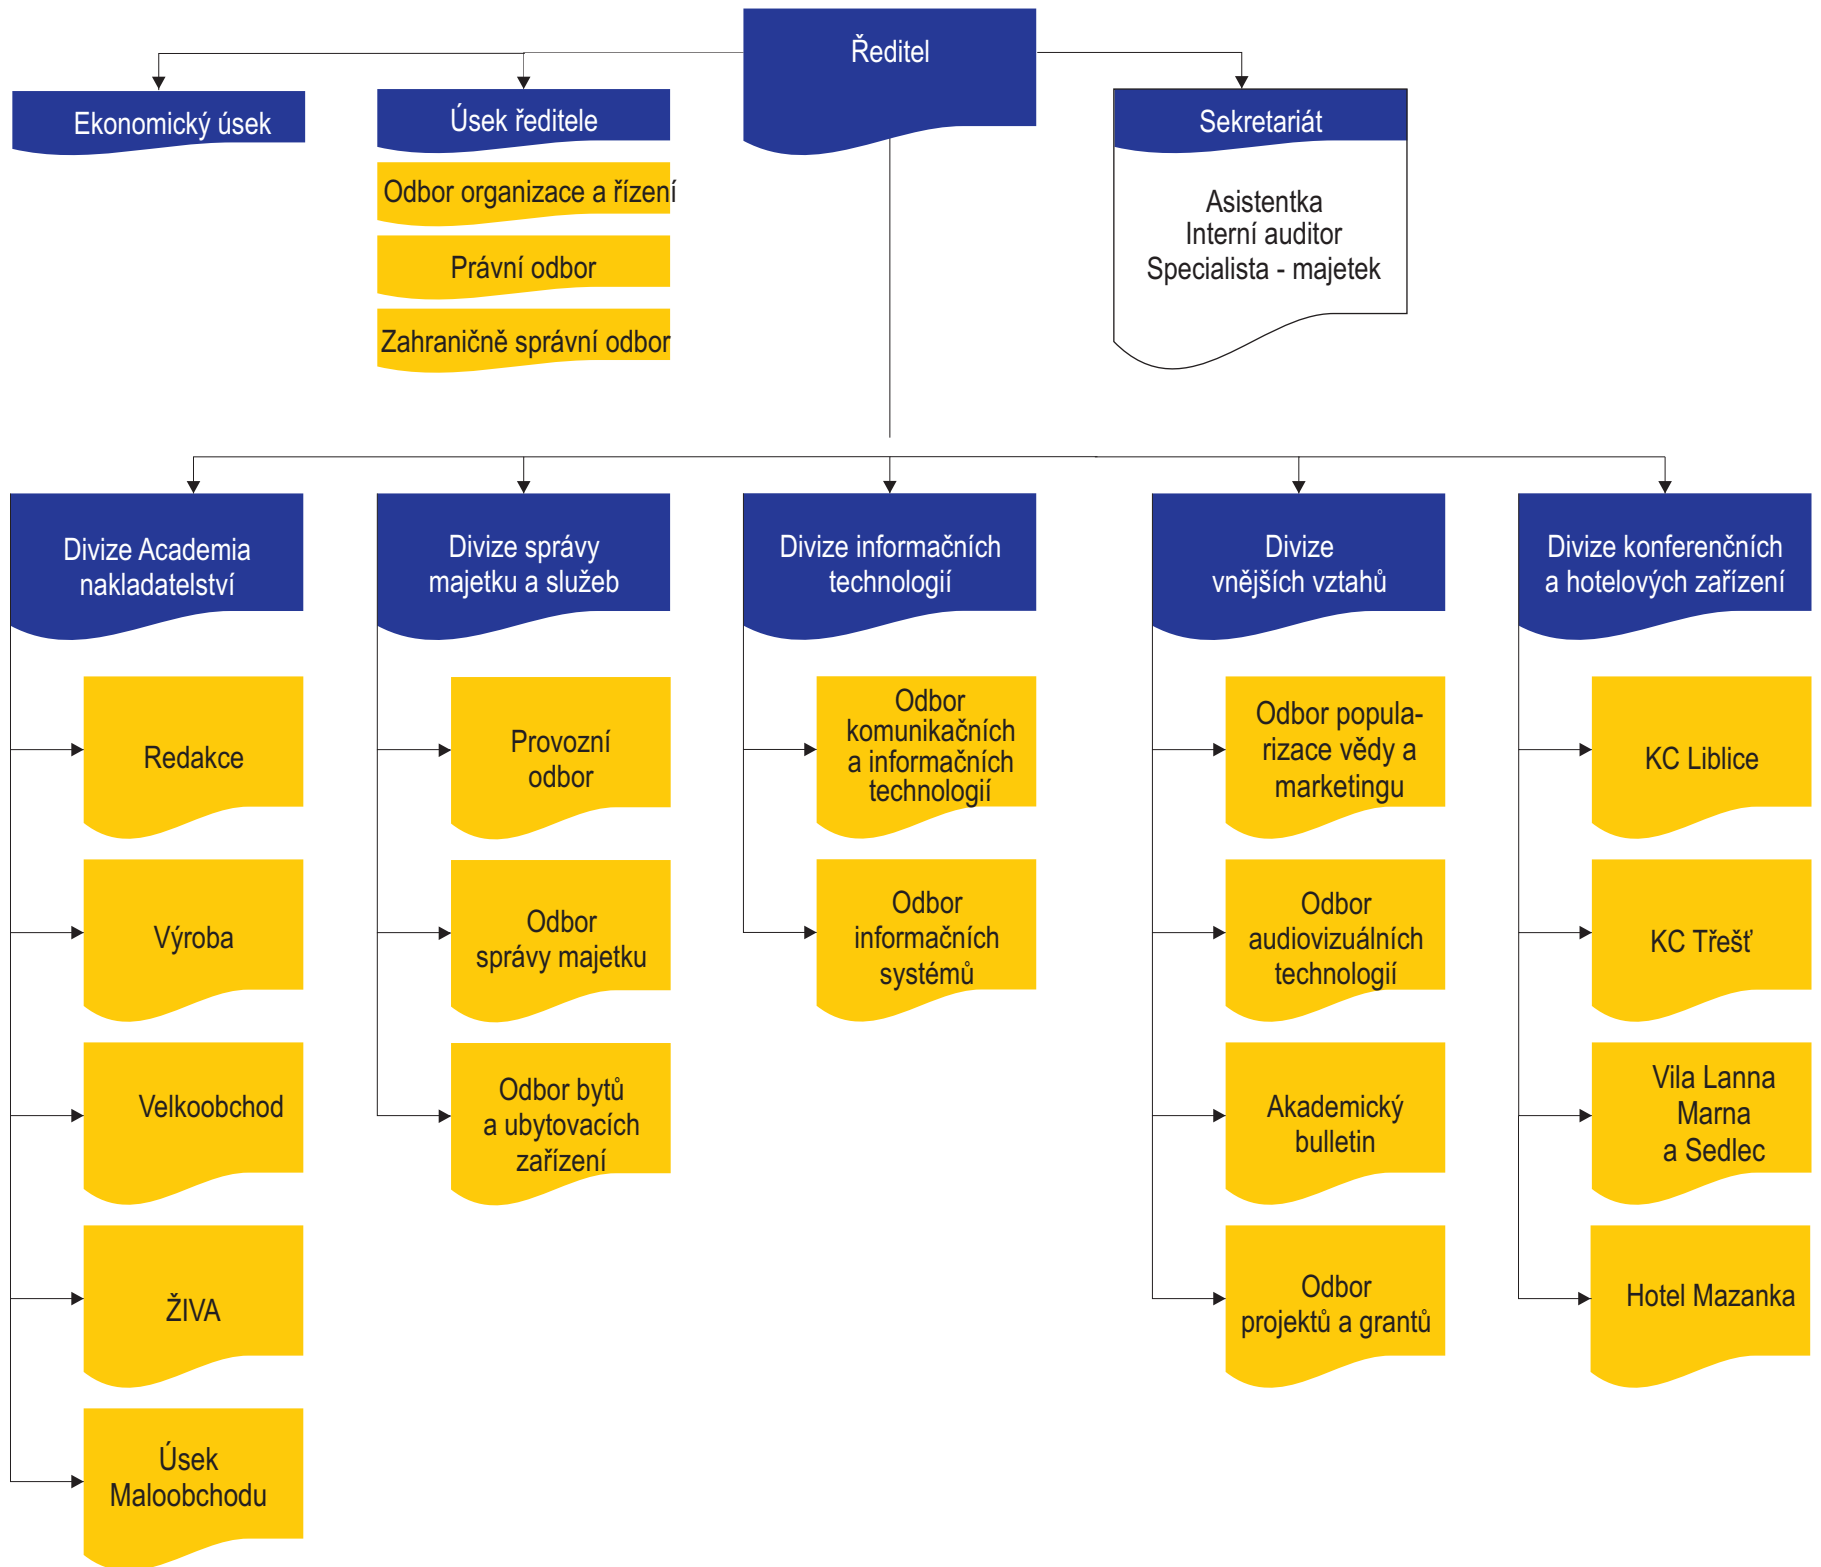 Ředitel
Ekonomický úsek
Úsek ředitele
Odbor organizace a řízení
Právní odbor
Zahraničně správní odbor
Sekretariát
Asistentka
Interní auditor
Specialista - majetek
Divize Academia
nakladatelství
Redakce
Výroba
Velkoobchod
ŽIVA
Úsek
Maloobchodu
Divize správy
majetku a služeb
Provozní
odbor
Odbor
správy majetku
Odbor bytů
a ubytovacích
zařízení
Divize informačních
technologií
Odbor
komunikačních
a informačních
technologií
Odbor
informačních
systémů
Divize
vnějších vztahů
Odbor popula-
rizace vědy a
marketingu
Odbor
audiovizuálních
technologií
Akademický
bulletin
Odbor
projektů a grantů
Divize konferenčních
a hotelových zařízení
KC Liblice
KC Třešť
Vila Lanna
Marna
a Sedlec
Hotel Mazanka